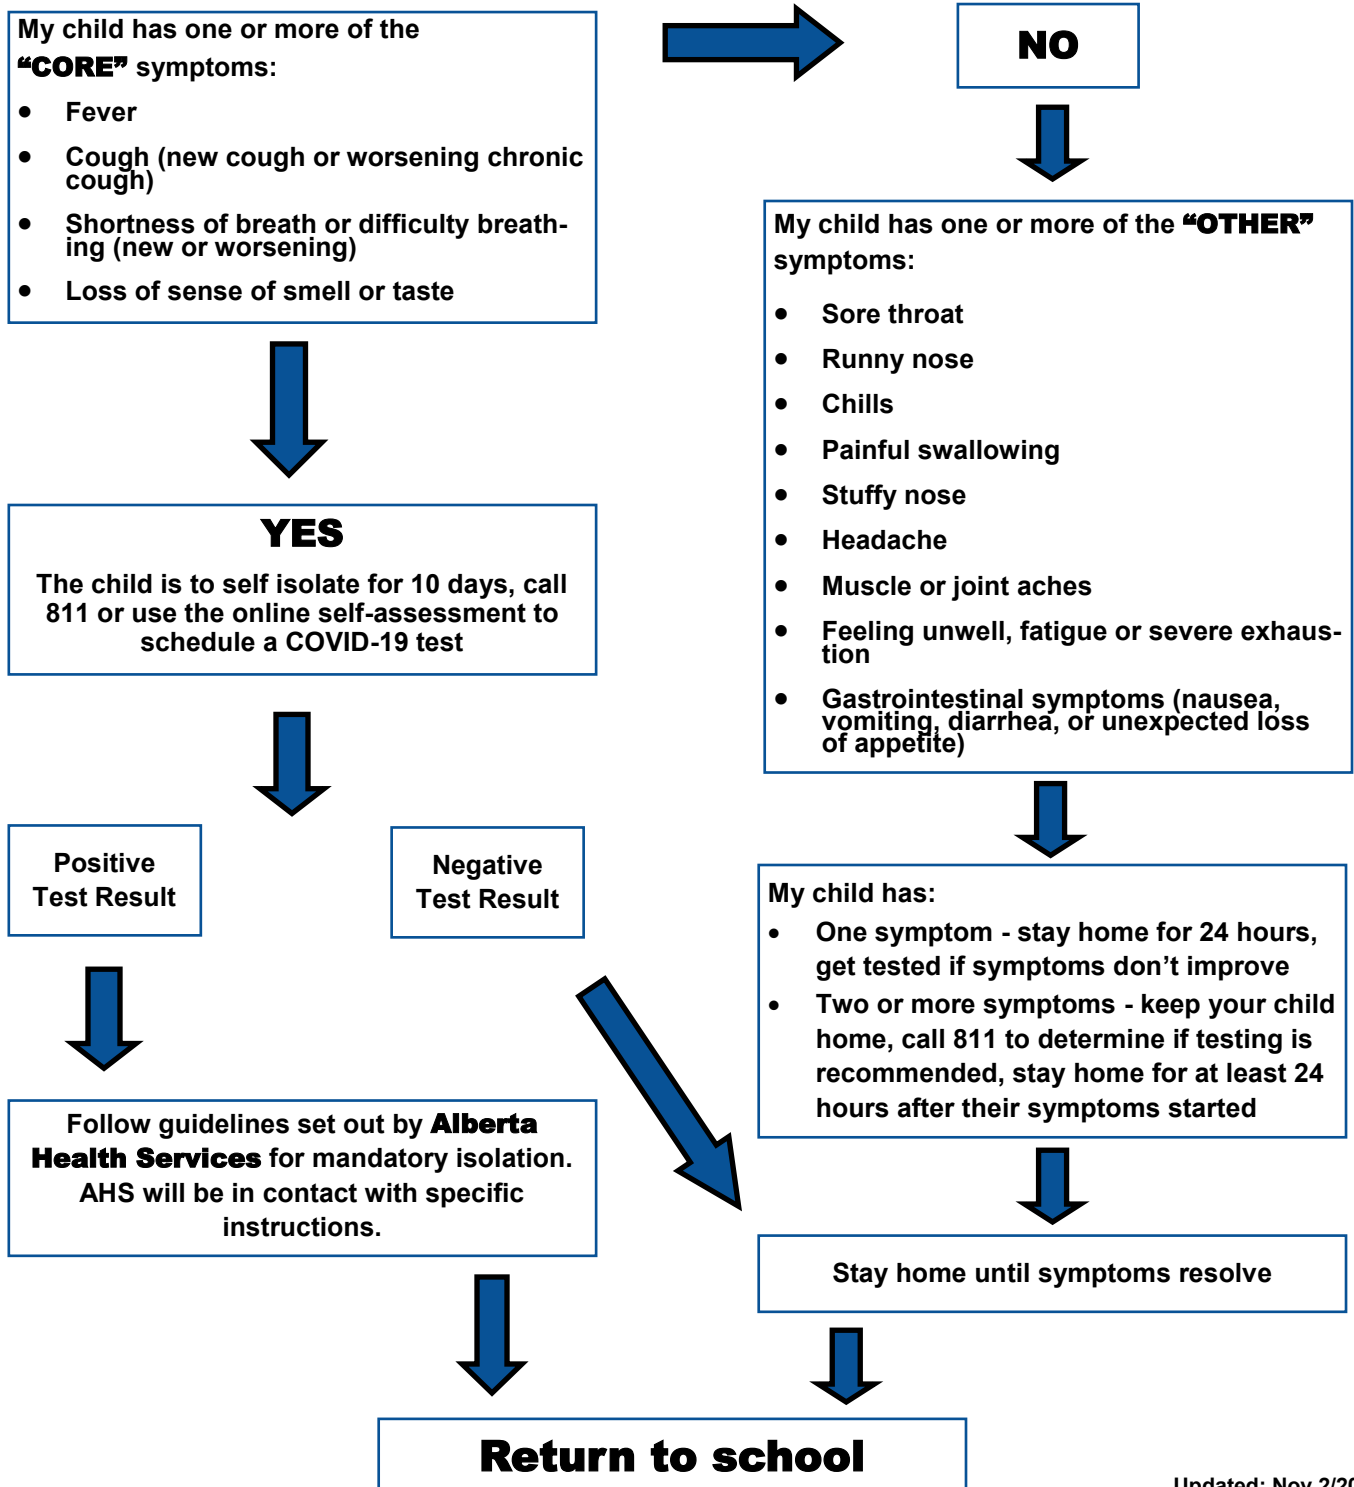 My child has one or more of the
“CORE” symptoms:
• Fever
• Cough (new cough or worsening chronic
cough)
• Shortness of breath or difficulty breath-
ing (new or worsening)
• Loss of sense of smell or taste
NO
My child has one or more of the “OTHER”
symptoms:
• Sore throat
• Runny nose
• Chills
• Painful swallowing
• Stuffy nose
• Headache
• Muscle or joint aches
• Feeling unwell, fatigue or severe exhaus-
tion
• Gastrointestinal symptoms (nausea,
vomiting, diarrhea, or unexpected loss
of appetite)
YES
The child is to self isolate for 10 days, call
811 or use the online self-assessment to
schedule a COVID-19 test
Positive
Test Result
Negative
Test Result
My child has:
• One symptom - stay home for 24 hours,
get tested if symptoms don’t improve
• Two or more symptoms - keep your child
home, call 811 to determine if testing is
recommended, stay home for at least 24
hours after their symptoms started
Follow guidelines set out by Alberta
Health Services for mandatory isolation.
AHS will be in contact with specific
instructions.
Stay home until symptoms resolve
Return to school
Updated: Nov 2/20